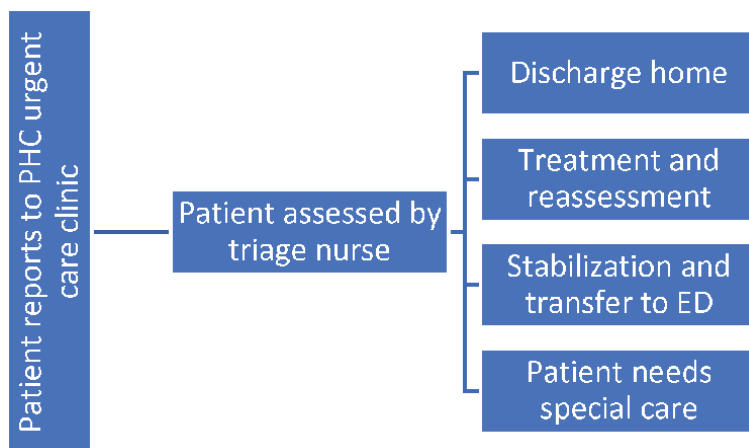 Patient reports to PHC urgent
care clinic
Patient assessed by
triage nurse
Discharge home
Treatment and
reassessment
Stabilization and
transfer to ED
Patient needs
special care